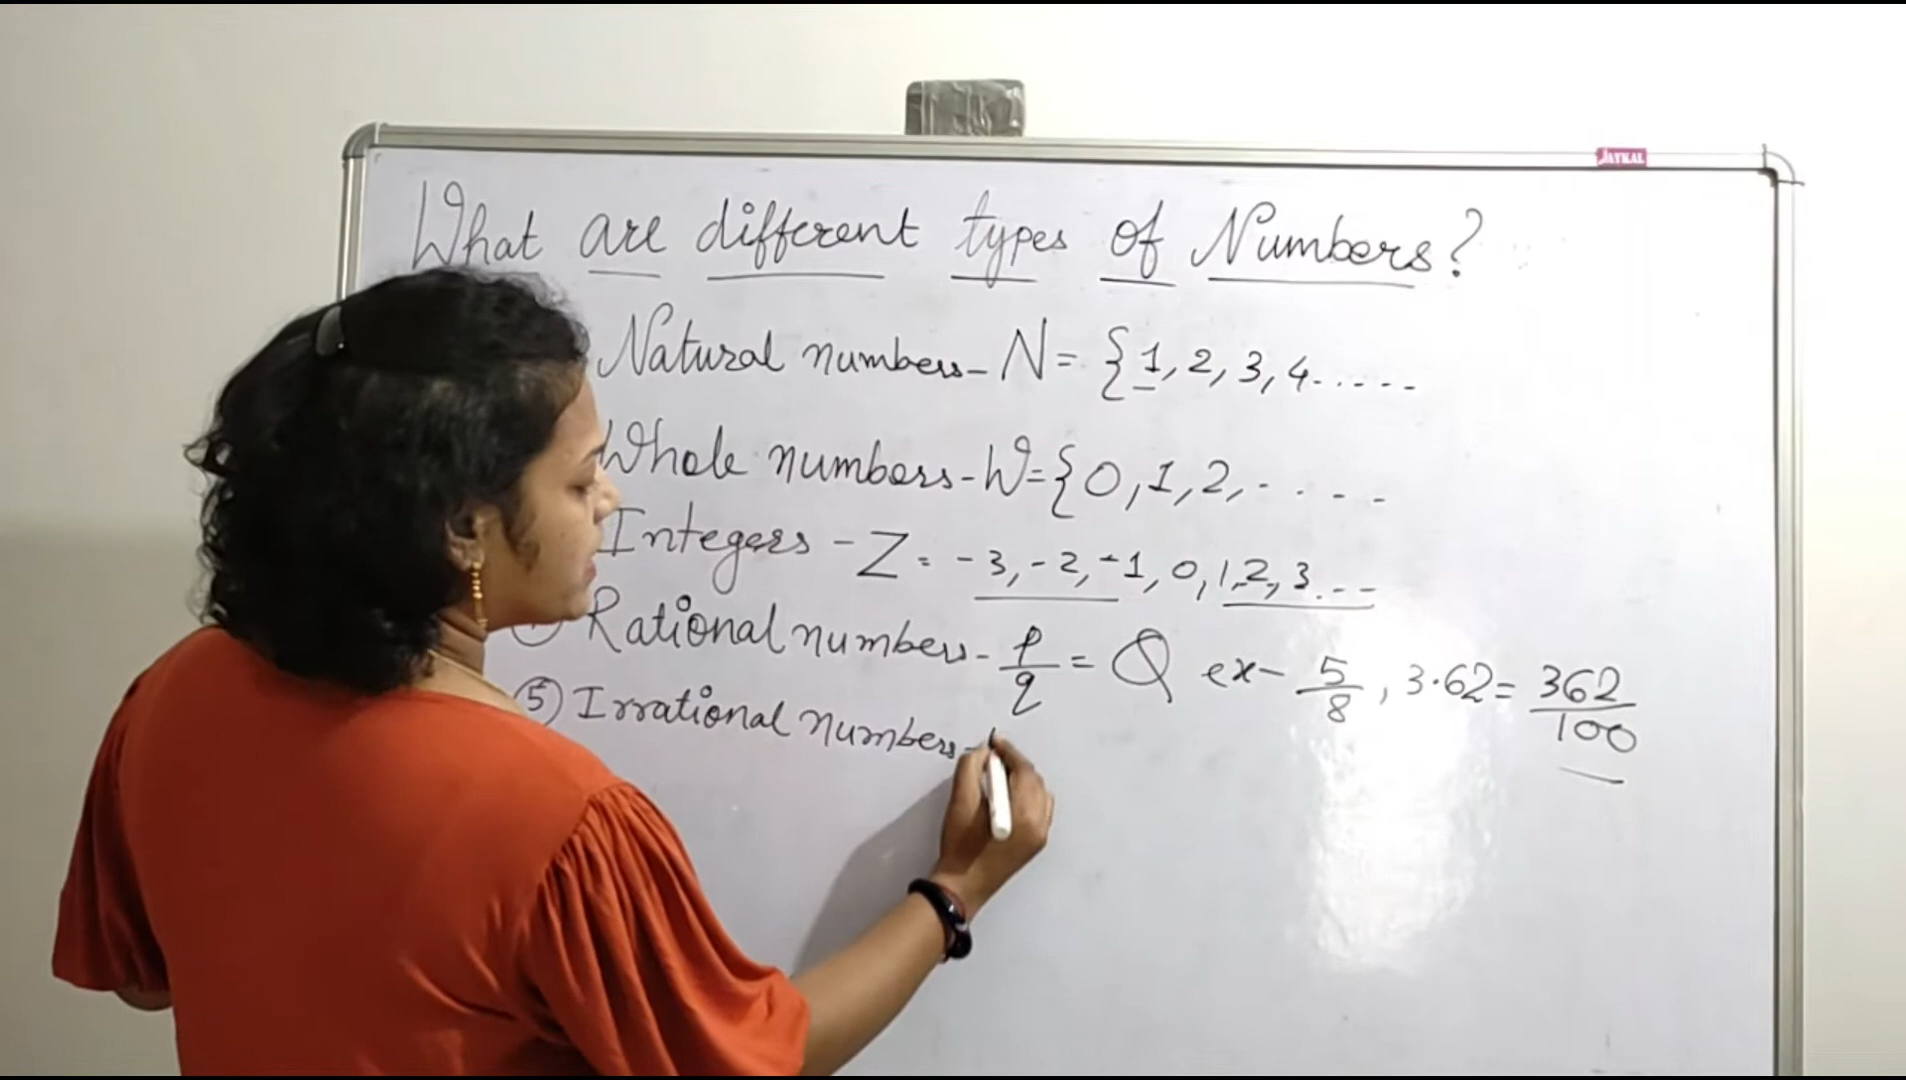 JAYKAL
What are different types of Numbers?
Natural numbers - N = {1, 2, 3, 4.....
Whole numbers - W = {0, 1, 2, ....
Integers - Z = -3, -2, -1, 0, 1, 2, 3...
Rational numbers - p/q = Q ex - 5/8, 3.62 = 362/100
⑤ Irrational numbers -